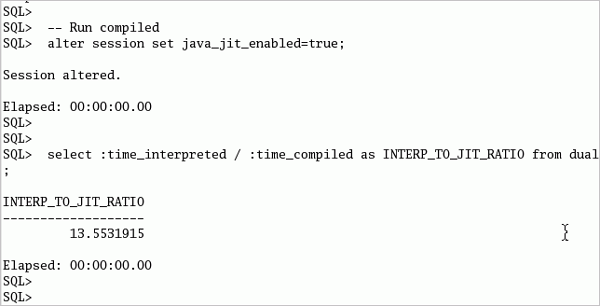 SQL>
SQL>  -- Run compiled
SQL>  alter session set java_jit_enabled=true;
Session altered.
Elapsed: 00:00:00.00
SQL>
SQL>
SQL>  select :time_interpreted / :time_compiled as INTERP_TO_JIT_RATIO from dual
;
INTERP_TO_JIT_RATIO
-------------------
         13.5531915
Elapsed: 00:00:00.00
SQL>
SQL>